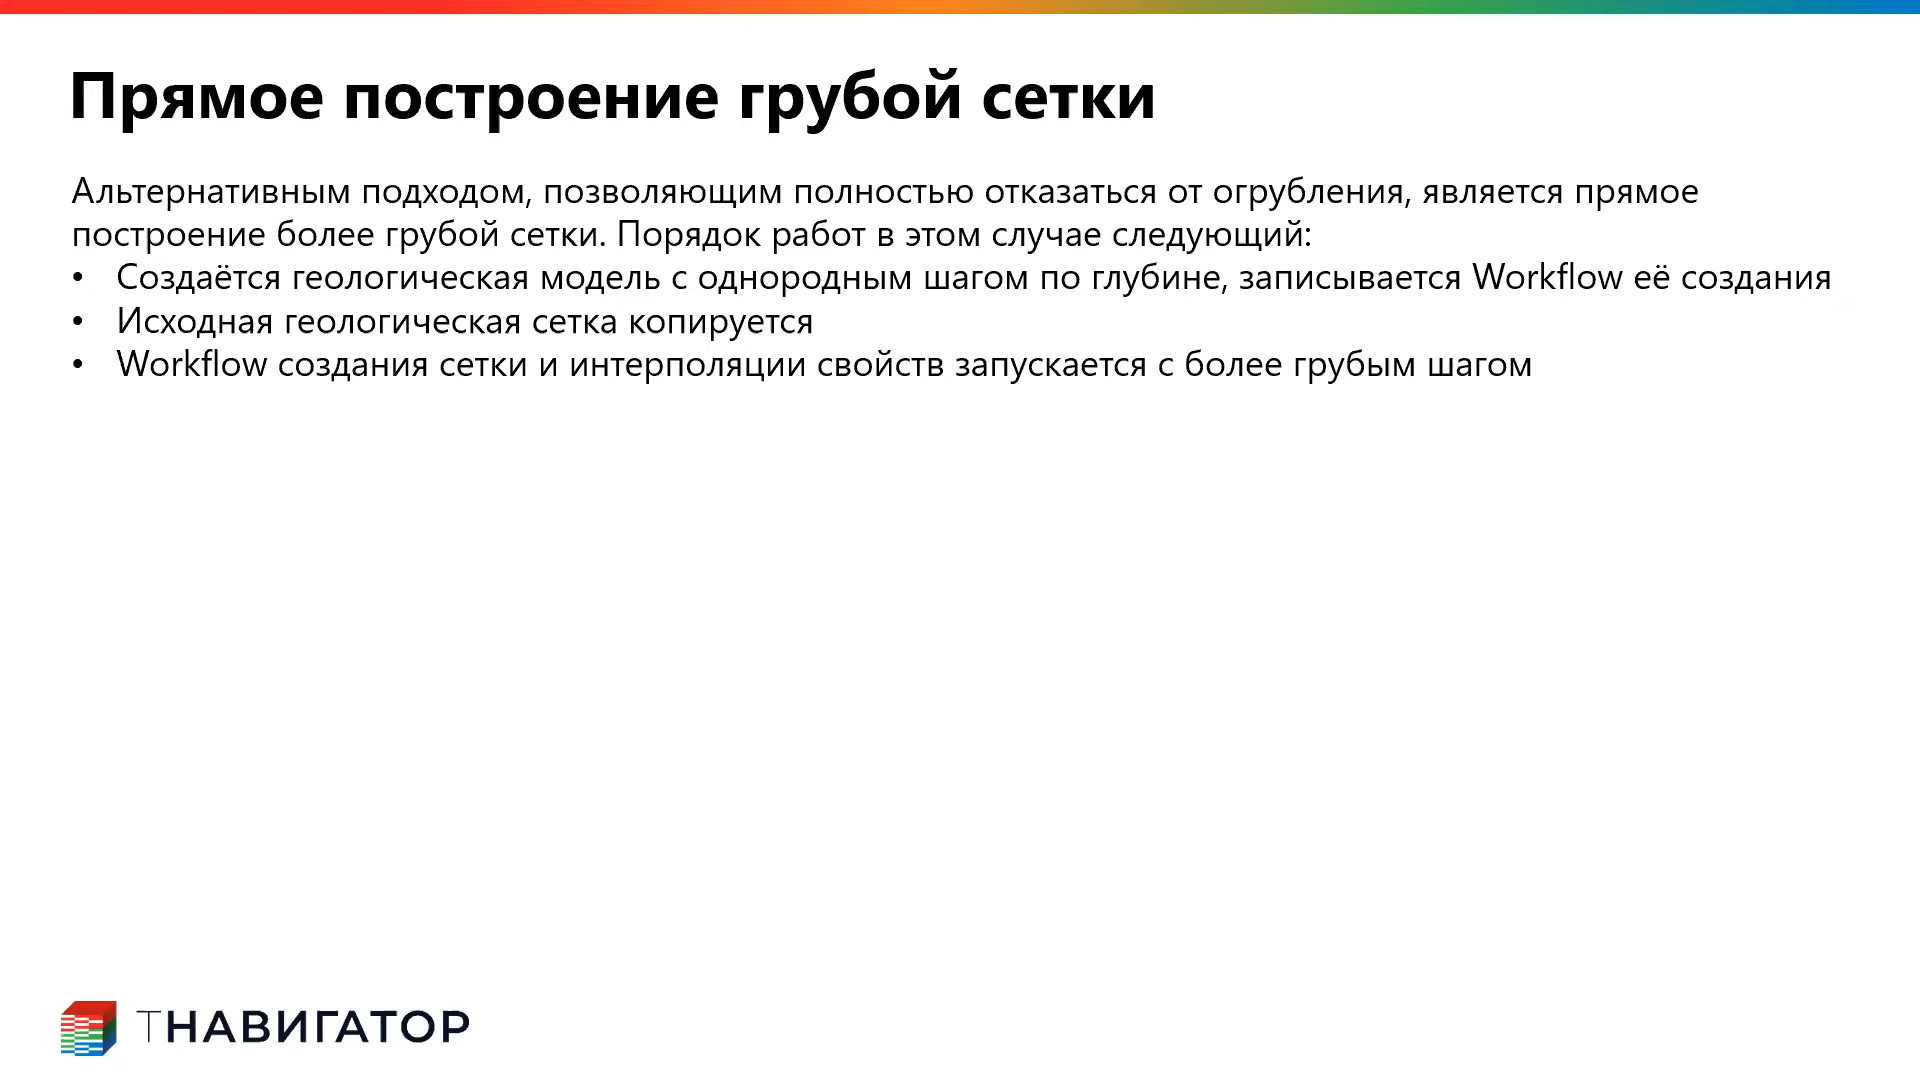 Прямое построение грубой сетки
Альтернативным подходом, позволяющим полностью отказаться от огрубления, является прямое
построение более грубой сетки. Порядок работ в этом случае следующий:
• Создаётся геологическая модель с однородным шагом по глубине, записывается Workflow её создания
• Исходная геологическая сетка копируется
• Workflow создания сетки и интерполяции свойств запускается с более грубым шагом
ТНАВИГАТОР